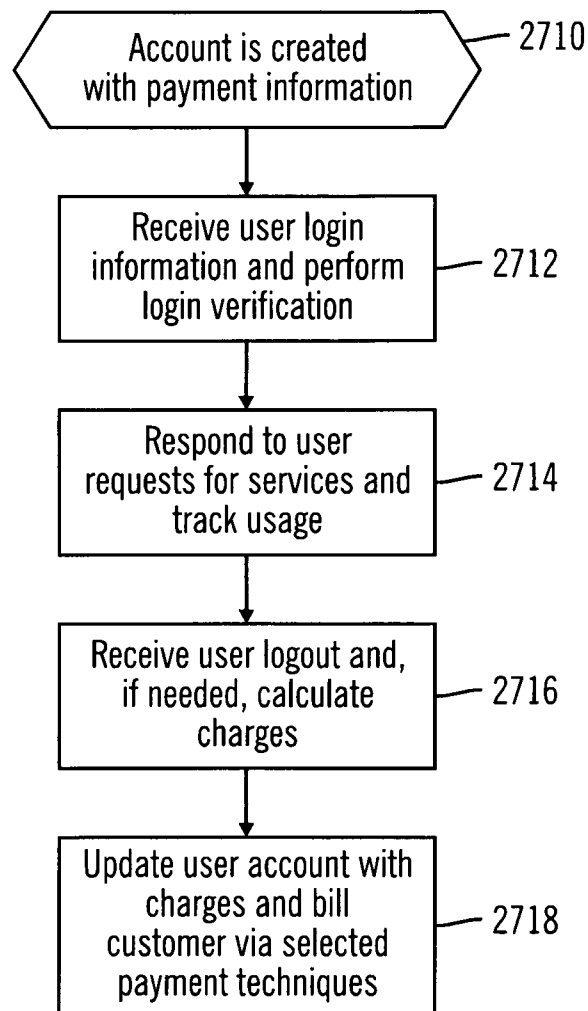 Account is created
with payment information
2710
Receive user login
information and perform
login verification
2712
Respond to user
requests for services and
track usage
2714
Receive user logout and,
if needed, calculate
charges
2716
Update user account with
charges and bill
customer via selected
payment techniques
2718